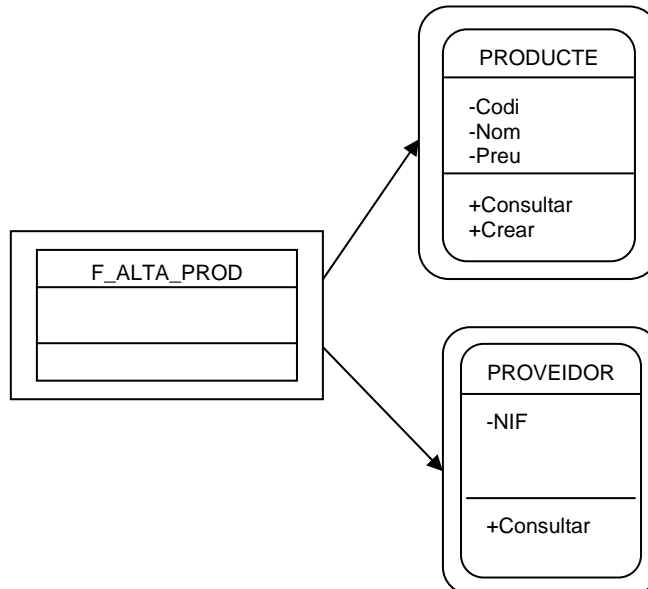 PRODUCTE
-Codi
-Nom
-Preu
+Consultar
+Crear
F_ALTA_PROD
PROVEIDOR
-NIF
+Consultar